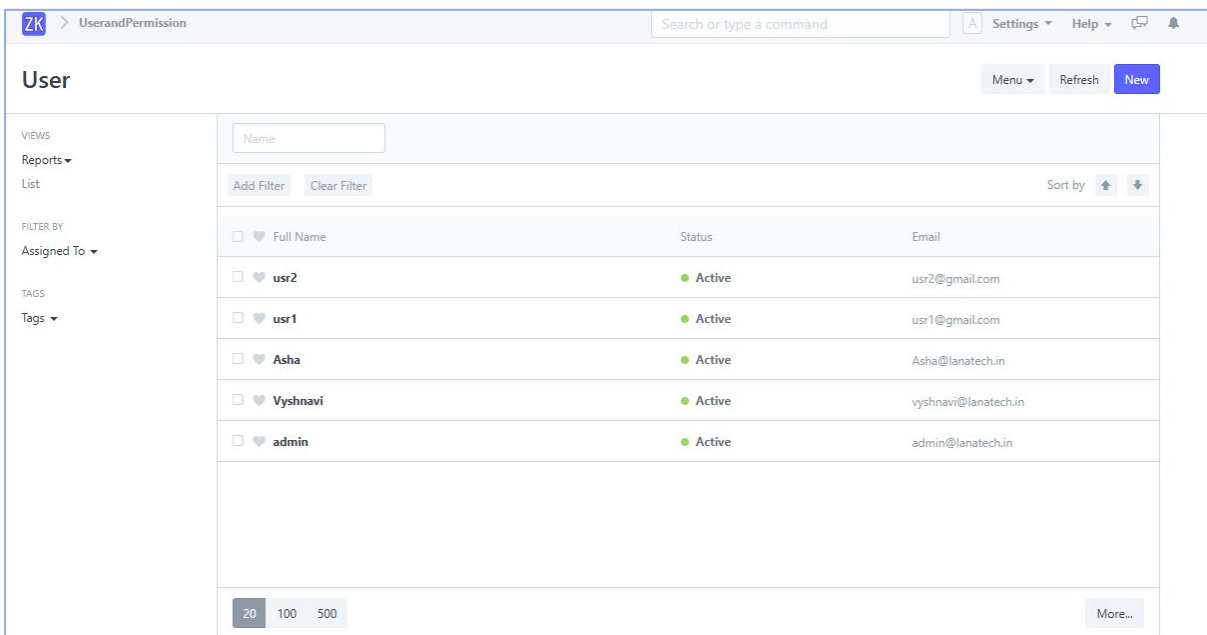 ZK UserandPermission Search or type a command A Settings Help
User Menu Refresh New
VIEWS
Reports
List
FILTER BY
Assigned To
TAGS
Tags
Name
Add Filter Clear Filter Sort by
Full Name Status Email
usr2 Active usr2@gmail.com
usr1 Active usr1@gmail.com
Asha Active Asha@lanatech.in
Vyshnavi Active vyshnavi@lanatech.in
admin Active admin@lanatech.in
20 100 500 More...